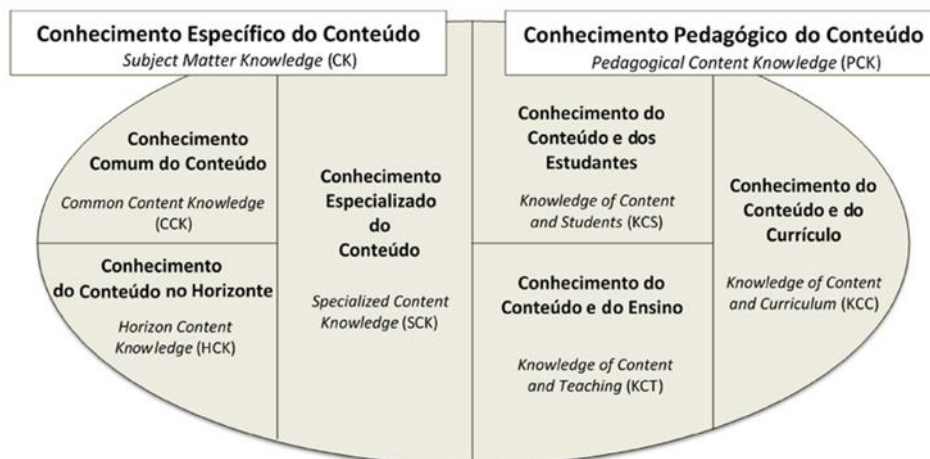 Conhecimento Específico do Conteúdo
Subject Matter Knowledge (CK)
Conhecimento Pedagógico do Conteúdo
Pedagogical Content Knowledge (PCK)
Conhecimento
Comum do Conteúdo
Common Content Knowledge
(CCK)
Conhecimento
do Conteúdo no Horizonte
Horizon Content
Knowledge (HCK)
Conhecimento
Especializado
do
Conteúdo
Specialized Content
Knowledge (SCK)
Conhecimento do
Conteúdo e dos
Estudantes
Knowledge of Content
and Students (KCS)
Conhecimento do
Conteúdo e do Ensino
Knowledge of Content
and Teaching (KCT)
Conhecimento do
Conteúdo e do
Currículo
Knowledge of Content
and Curriculum (KCC)